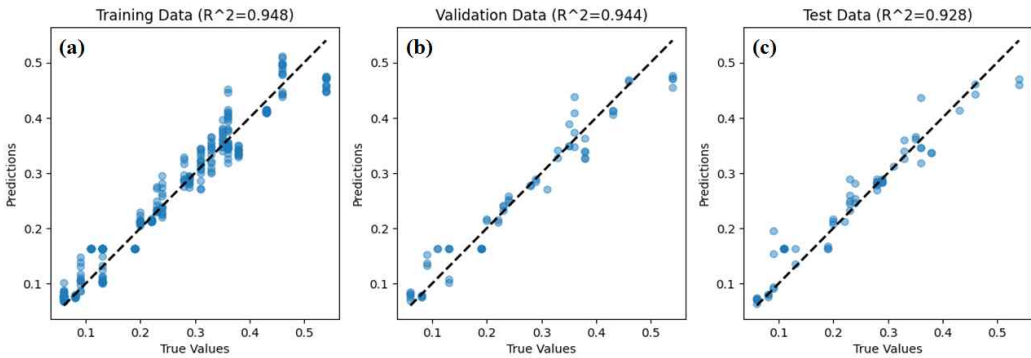 Training Data (R^2=0.948)
(a)
0.5
0.4
0.3
0.2
0.1
Predictions
0.1 0.2 0.3 0.4 0.5
True Values
Validation Data (R^2=0.944)
(b)
0.5
0.4
0.3
0.2
0.1
Predictions
0.1 0.2 0.3 0.4 0.5
True Values
Test Data (R^2=0.928)
(c)
0.5
0.4
0.3
0.2
0.1
Predictions
0.1 0.2 0.3 0.4 0.5
True Values